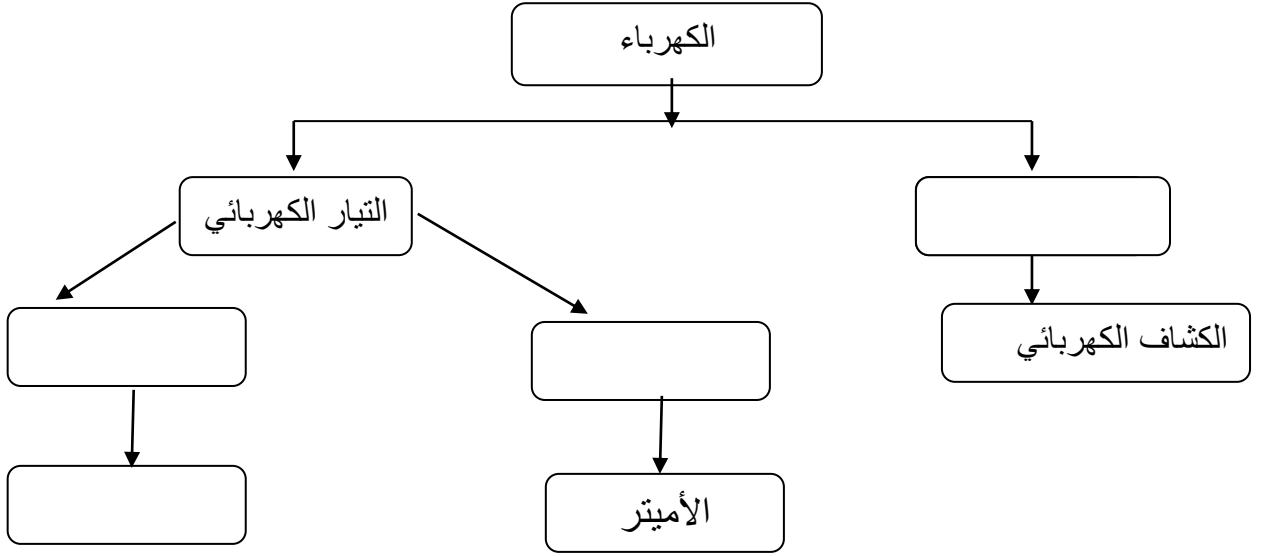 الكهرباء
التيار الكهربائي
الكشاف الكهربائي
الأميتر